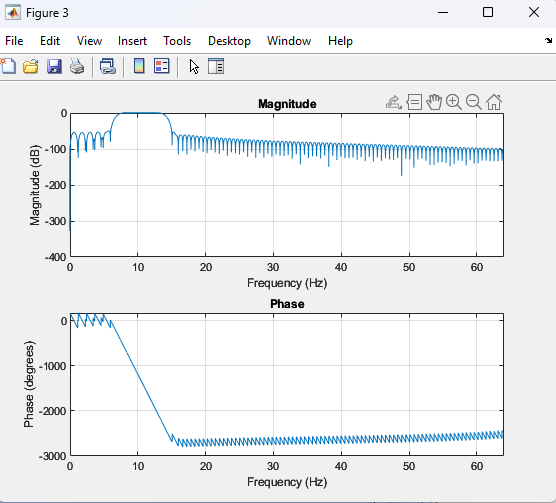 Figure 3
File Edit View Insert Tools Desktop Window Help
Magnitude
Magnitude (dB)
0
-100
-200
-300
-400
0 10 20 30 40 50 60
Frequency (Hz)
Phase
Phase (degrees)
0
-1000
-2000
-3000
0 10 20 30 40 50 60
Frequency (Hz)